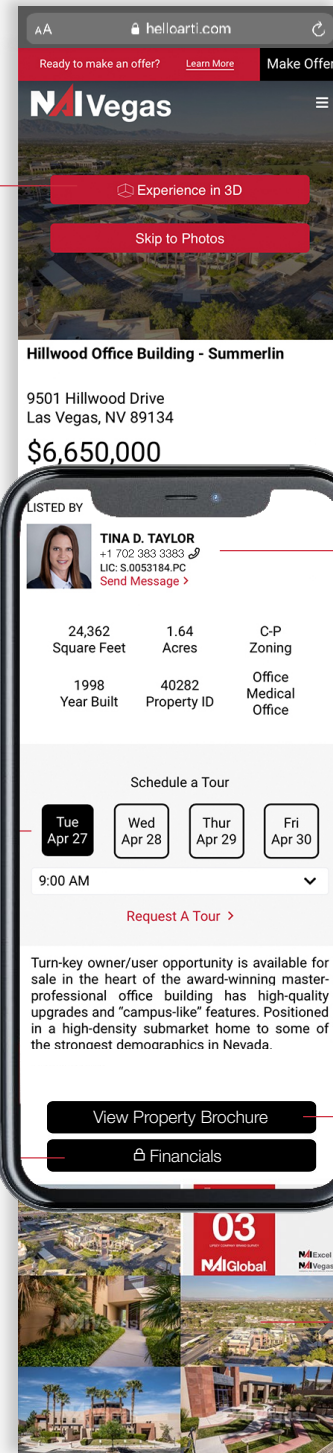 AA helloarti.com
Ready to make an offer? Learn More Make Offer
NAI Vegas
Experience in 3D
Skip to Photos
Hillwood Office Building - Summerlin
9501 Hillwood Drive
Las Vegas, NV 89134
$6,650,000
LISTED BY
TINA D. TAYLOR
+1 702 383 3383
LIC: S.0053184.PC
Send Message >
24,362 1.64 C-P
Square Feet Acres Zoning
1998 40282 Office
Year Built Property ID Medical
Office
Schedule a Tour
Tue Wed Thur Fri
Apr 27 Apr 28 Apr 29 Apr 30
9:00 AM
Request A Tour >
Turn-key owner/user opportunity is available for
sale in the heart of the award-winning master-
professional office building has high-quality
upgrades and “campus-like” features. Positioned
in a high-density submarket home to some of
the strongest demographics in Nevada.
View Property Brochure
Financials
03
NAIGlobal
NAIExcel
NAIVegas
NAIVegas